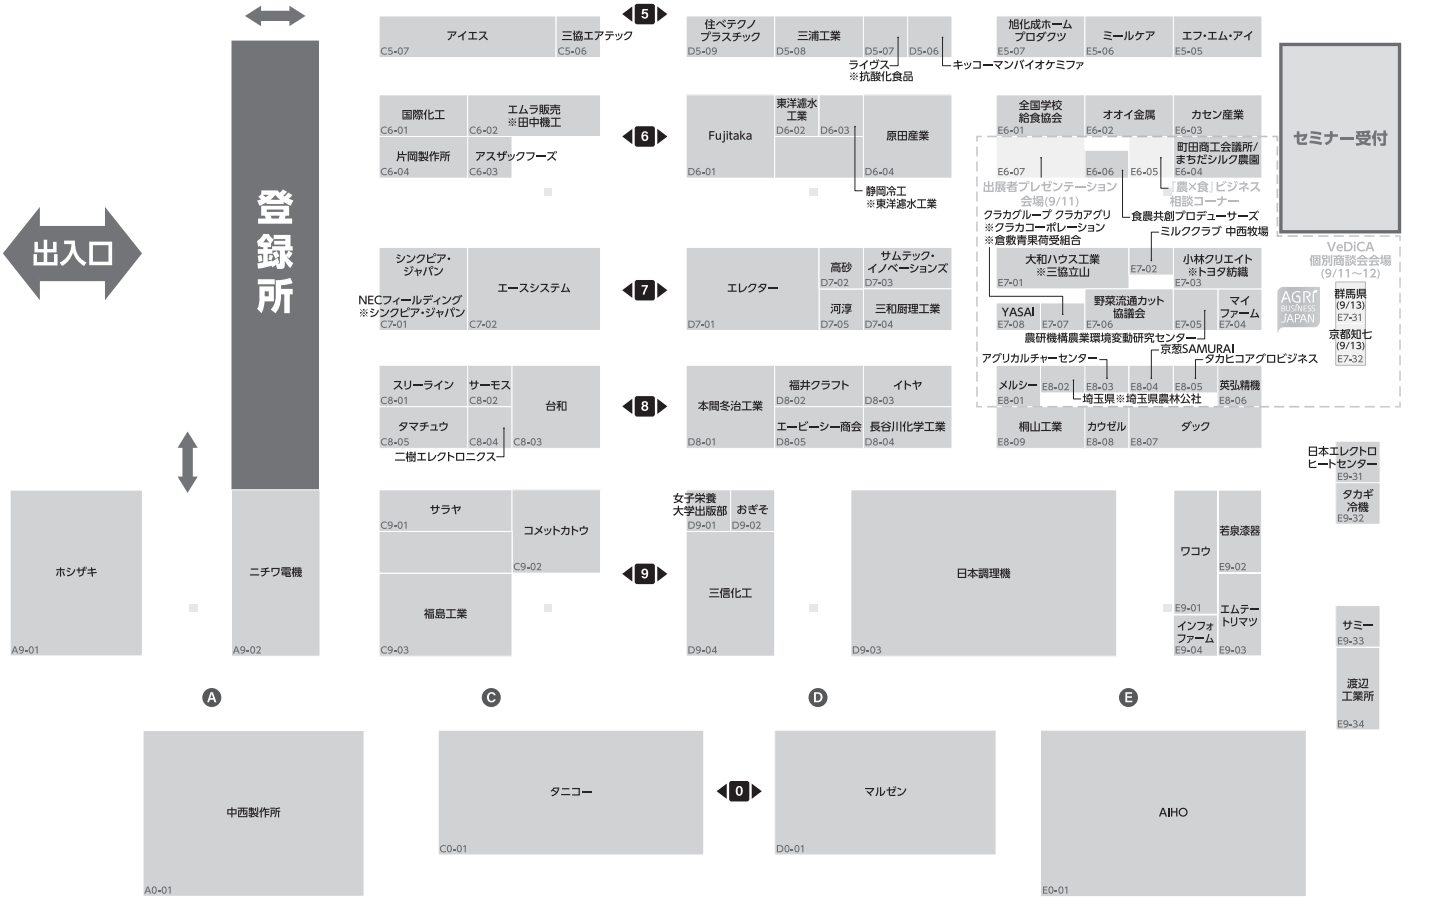 5
アイエス
C5-07
三協エアテック
C5-06
住ベテクノ
プラスチック
D5-09
三浦工業
D5-08
D5-07
D5-06
ライヴス
※抗酸化食品
キッコーマンバイオケミファ
旭化成ホーム
プロダクツ
E5-07
ミールケア
E5-06
エフ・エム・アイ
E5-05
登録所
出入口
セミナー受付
6
国際化工
C6-01
エムラ販売
※田中機工
C6-02
片岡製作所
C6-04
アスザックフーズ
C6-03
Fujitaka
D6-01
東洋濾水
工業
D6-02
D6-03
原田産業
D6-04
静岡冷工
※東洋濾水工業
全国学校
給食協会
E6-01
オオイ金属
E6-02
カセン産業
E6-03
町田商工会議所/
まちだシルク農園
E6-04
E6-07
E6-06
E6-05
出展者プレゼンテーション
会場(9/11)
「農×食」ビジネス
相談コーナー
食農共創プロデューサーズ
クラカグループ クラカアグリ
※クラカコーポレーション
※倉敷青果荷受組合
ミルククラブ 中西牧場
7
シンクピア・
ジャパン
NECフィールディング
※シンクピア・ジャパン
C7-01
エースシステム
C7-02
エレクター
D7-01
高砂
D7-02
サムテック・
イノベーションズ
D7-03
河淳
D7-05
三和厨理工業
D7-04
大和ハウス工業
※三協立山
E7-01
E7-02
小林クリエイト
※トヨタ紡織
E7-03
YASAI
E7-08
E7-07
野菜流通カット
協議会
E7-06
E7-05
マイ
ファーム
E7-04
農研機構農業環境変動研究センター
VeDiCA
個別商談会会場
(9/11～12)
AGRI
BUSINESS
JAPAN
群馬県
(9/13)
E7-31
京都知七
(9/13)
E7-32
8
スリーライン
C8-01
サーモス
C8-02
台和
C8-03
タマチュウ
C8-05
C8-04
二樹エレクトロニクス
本間冬治工業
D8-01
福井クラフト
D8-02
イトヤ
D8-03
エービーシー商会
D8-05
長谷川化学工業
D8-04
アグリカルチャーセンター
京葱SAMURAI
タカヒコアグロビジネス
メルシー
E8-01
E8-02
E8-03
E8-04
E8-05
英弘精機
E8-06
埼玉県※埼玉県農林公社
桐山工業
E8-09
カウゼル
E8-08
ダック
E8-07
9
ホシザキ
A9-01
ニチワ電機
A9-02
サラヤ
C9-01
コメットカトウ
C9-02
福島工業
C9-03
女子栄養
大学出版部
D9-01
おぎそ
D9-02
三信化工
D9-04
日本調理機
D9-03
ワコウ
E9-01
若泉漆器
E9-02
インフォ
ファーム
E9-04
エムテー
トリマツ
E9-03
日本エレクトロ
ヒートセンター
E9-31
タカギ
冷機
E9-32
サミー
E9-33
渡辺
工業所
E9-34
A
C
D
E
0
中西製作所
A0-01
タニコー
C0-01
マルゼン
D0-01
AIHO
E0-01